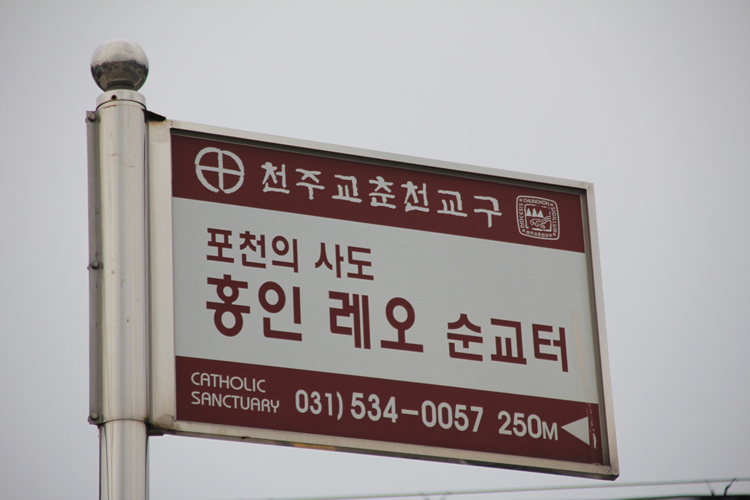 천주교춘천교구
포천의 사도
홍인 레오 순교터
CATHOLIC
SANCTUARY
031) 534-0057 250M